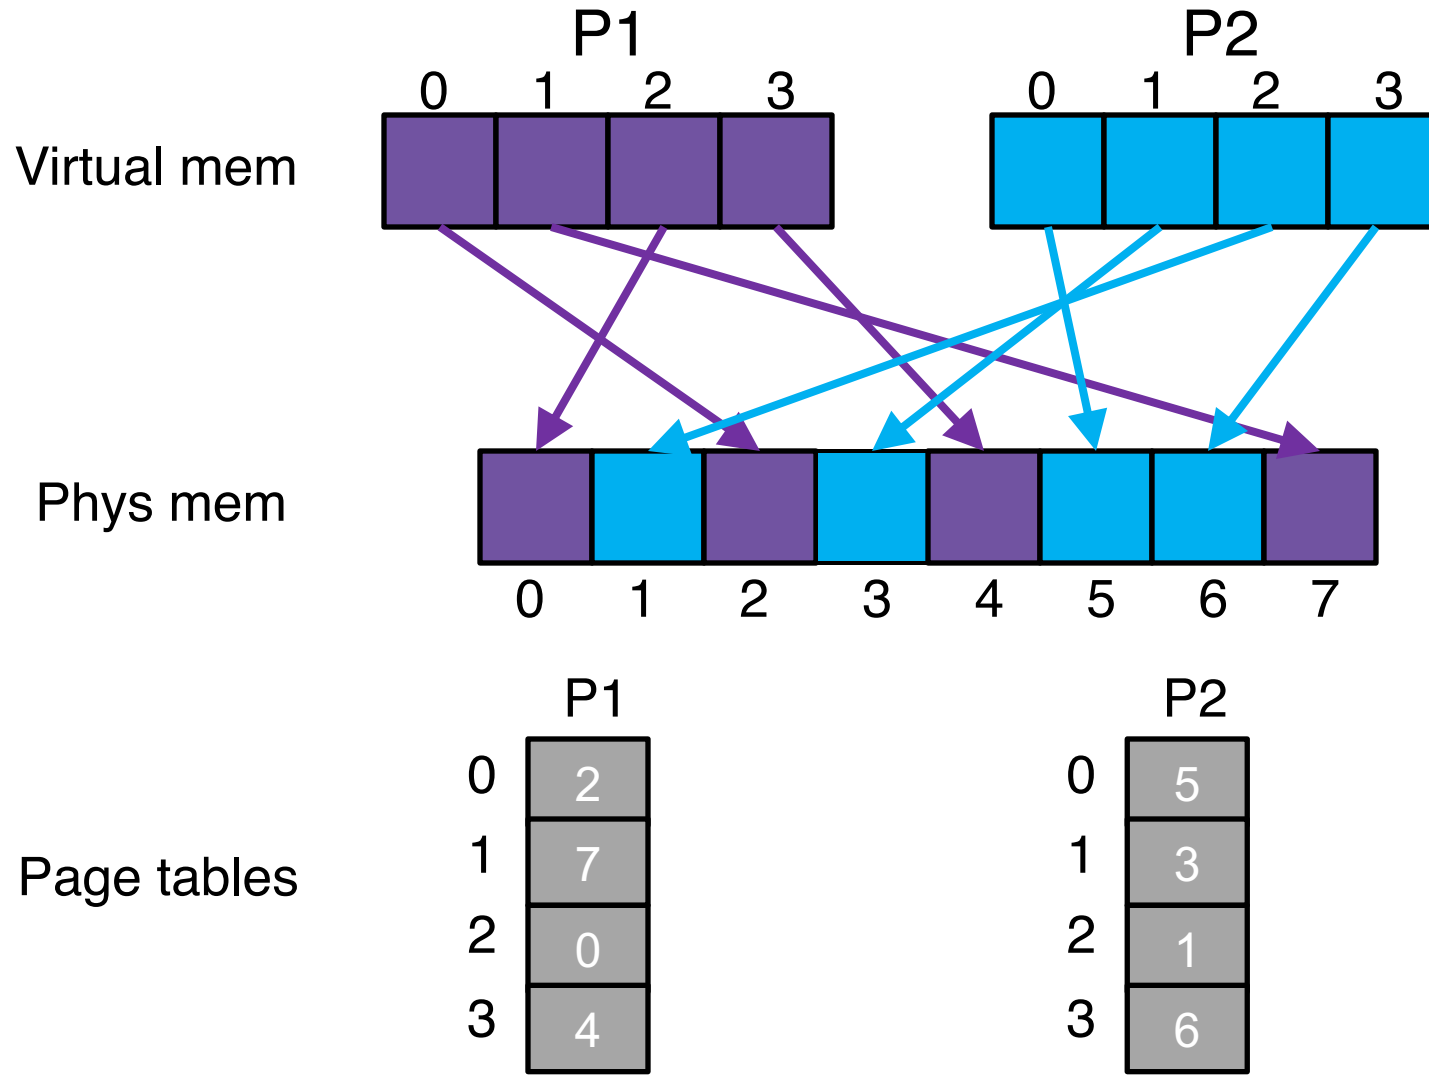 P1 P2
0 1 2 3 0 1 2 3
Virtual mem
Phys mem
0 1 2 3 4 5 6 7
P1 P2
0 2 0 5
1 7 1 3
Page tables
2 0 2 1
3 4 3 6